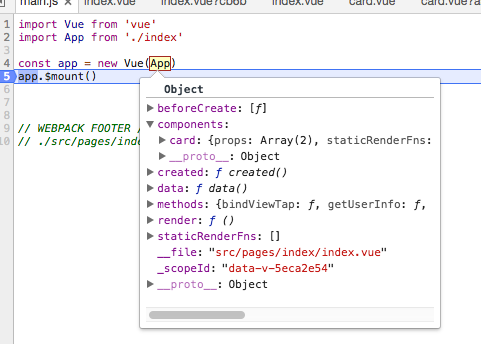 main.js × index.vue index.vue?cb6b index.vue card.vue card.vue?a
1 import Vue from 'vue'
2 import App from './index'
3
4 const app = new Vue(App)
5 app.$mount()
6
7
8
9 // WEBPACK FOOTER /
10 // ./src/pages/inde
Object
▶ beforeCreate: [ƒ]
▼ components:
▶ card: {props: Array(2), staticRenderFns:
▶ __proto__: Object
▶ created: ƒ created()
▶ data: ƒ data()
▶ methods: {bindViewTap: ƒ, getUserInfo: ƒ,
▶ render: ƒ ()
▶ staticRenderFns: []
__file: "src/pages/index/index.vue"
_scopeId: "data-v-5eca2e54"
▶ __proto__: Object